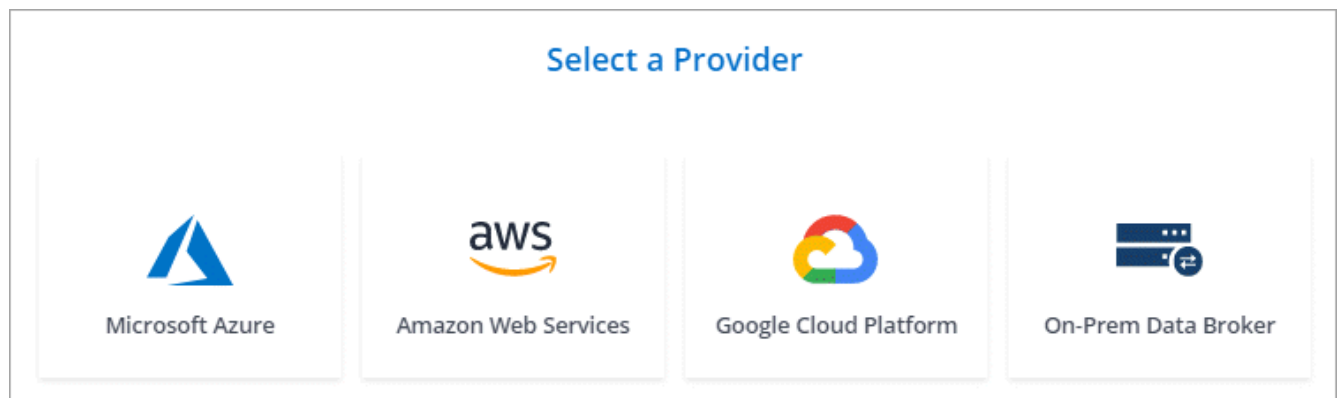 Select a Provider
aws
Microsoft Azure
Amazon Web Services
Google Cloud Platform
On-Prem Data Broker